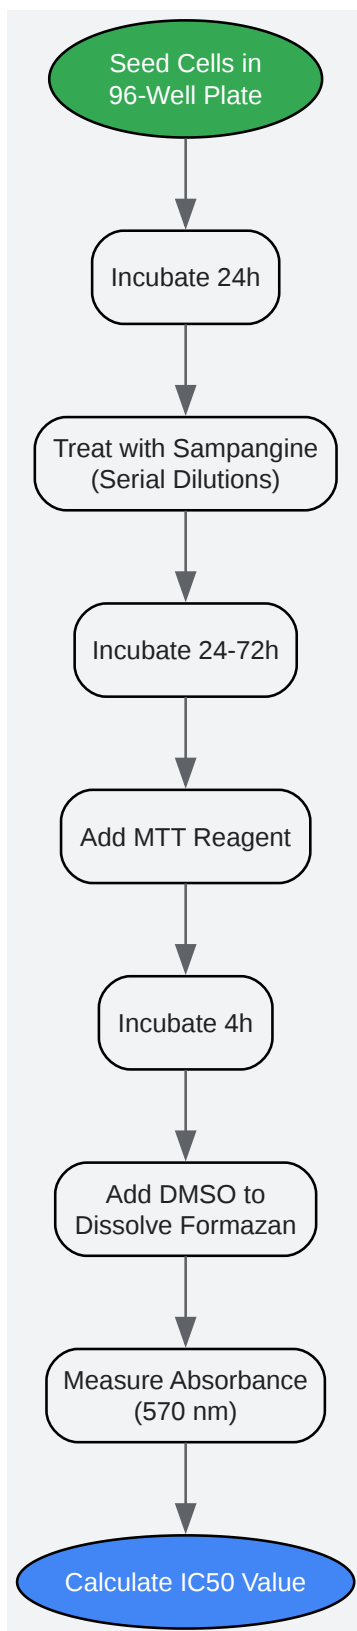 Seed Cells in
96-Well Plate
Incubate 24h
Treat with Sampangine
(Serial Dilutions)
Incubate 24-72h
Add MTT Reagent
Incubate 4h
Add DMSO to
Dissolve Formazan
Measure Absorbance
(570 nm)
Calculate IC50 Value